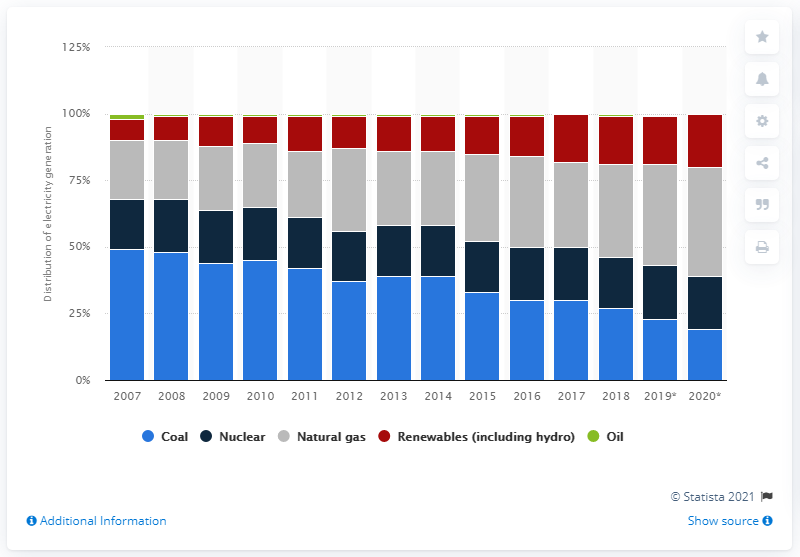 125%
100%
75%
50%
25%
0%
Distribution of electricity generation
2007 2008 2009 2010 2011 2012 2013 2014 2015 2016 2017 2018 2019* 2020*
Coal Nuclear Natural gas Renewables (including hydro) Oil
© Statista 2021
Additional Information Show source